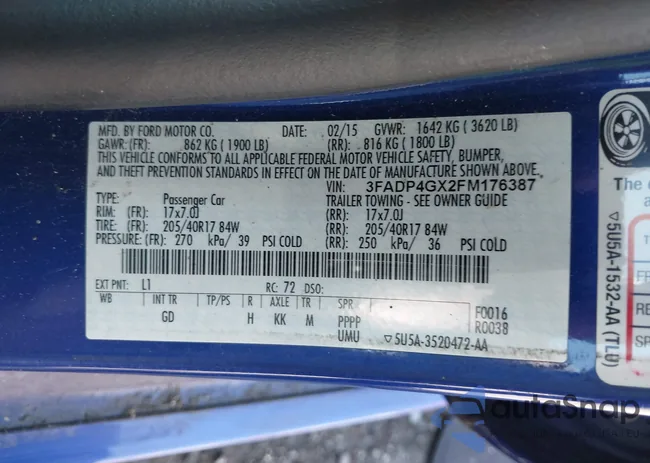 MFD. BY FORD MOTOR CO. DATE: 02/15 GVWR: 1642 KG ( 3620 LB)
GAWR: (FR): 862 KG ( 1900 LB) (RR): 816 KG ( 1800 LB)
THIS VEHICLE CONFORMS TO ALL APPLICABLE FEDERAL MOTOR VEHICLE SAFETY, BUMPER,
AND THEFT PREVENTION STANDARDS IN EFFECT ON THE DATE OF MANUFACTURE SHOWN ABOVE.
VIN: 3FADP4GX2FM176387
TYPE: Passenger Car TRAILER TOWING - SEE OWNER GUIDE
RIM: (FR) 17x7.0J (RR): 17x7.0J
TIRE: (FR) 205/40R17 84W (RR): 205/40R17 84W
PRESSURE: (FR) 270 kPa/ 39 PSI COLD (RR) 250 kPa/ 36 PSI COLD
EXT PNT: L1 RC: 72 DSO:
WB INT TR TP/PS R AXLE TR SPR
GD H KK M PPPP
UMU
F0016
R0038
▽5U5A-3520472-AA
The
▽5U5A-1532-AA (TLU)
T
FR
RE
SP
autoSnap